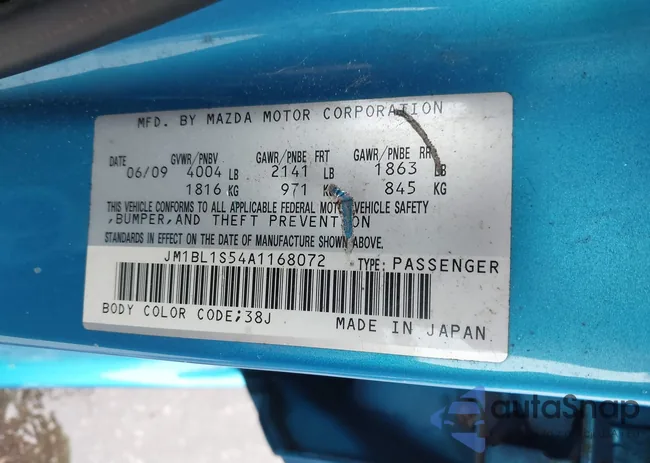 MFD. BY MAZDA MOTOR CORPORATION
DATE GVWR/PNBV GAWR/PNBE FRT GAWR/PNBE RR
06/09 4004 LB 2141 LB 1863 LB
1816 KG 971 KG 845 KG
THIS VEHICLE CONFORMS TO ALL APPLICABLE FEDERAL MOTOR VEHICLE SAFETY
,BUMPER,AND THEFT PREVENTION
STANDARDS IN EFFECT ON THE DATE OF MANUFACTURE SHOWN ABOVE.
JM1BL1S54A1168072 TYPE: PASSENGER
BODY COLOR CODE;38J MADE IN JAPAN
autoSnap